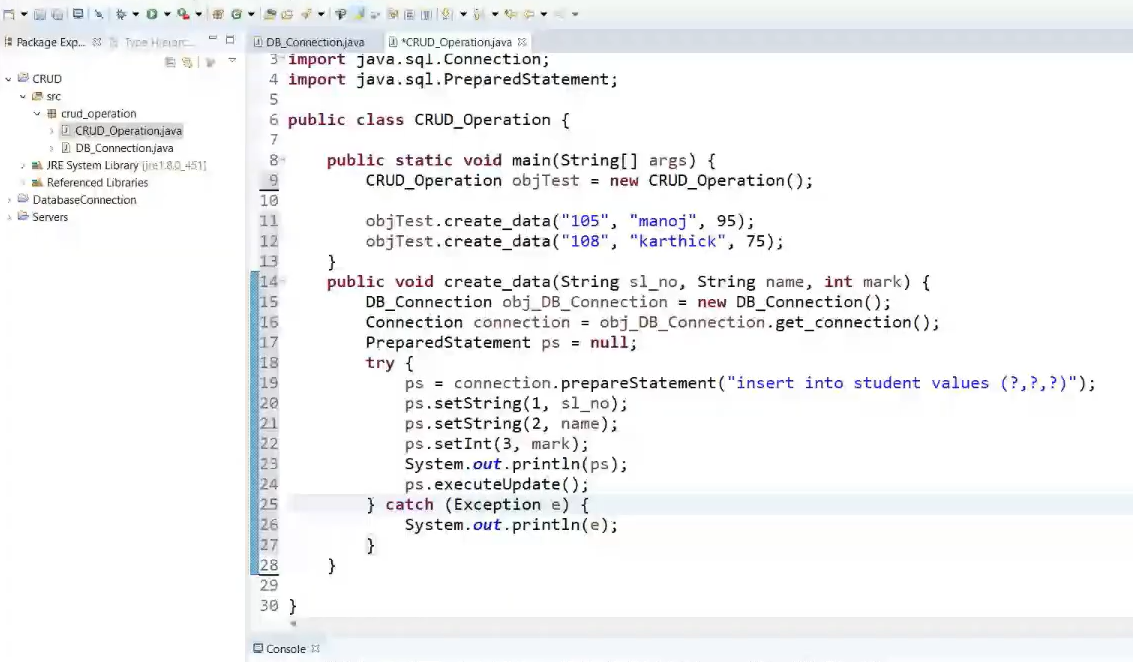 Package Exp...
Type Hierarc...
DB_Connection.java
*CRUD_Operation.java
CRUD
src
crud_operation
CRUD_Operation.java
DB_Connection.java
JRE System Library [jre1.8.0_451]
Referenced Libraries
DatabaseConnection
Servers
3 import java.sql.Connection;
4 import java.sql.PreparedStatement;
5
6 public class CRUD_Operation {
7
8 public static void main(String[] args) {
9 CRUD_Operation objTest = new CRUD_Operation();
10
11 objTest.create_data("105", "manoj", 95);
12 objTest.create_data("108", "karthick", 75);
13 }
14 public void create_data(String sl_no, String name, int mark) {
15 DB_Connection obj_DB_Connection = new DB_Connection();
16 Connection connection = obj_DB_Connection.get_connection();
17 PreparedStatement ps = null;
18 try {
19 ps = connection.prepareStatement("insert into student values (?,?,?)");
20 ps.setString(1, sl_no);
21 ps.setString(2, name);
22 ps.setInt(3, mark);
23 System.out.println(ps);
24 ps.executeUpdate();
25 } catch (Exception e) {
26 System.out.println(e);
27 }
28 }
29
30 }
Console